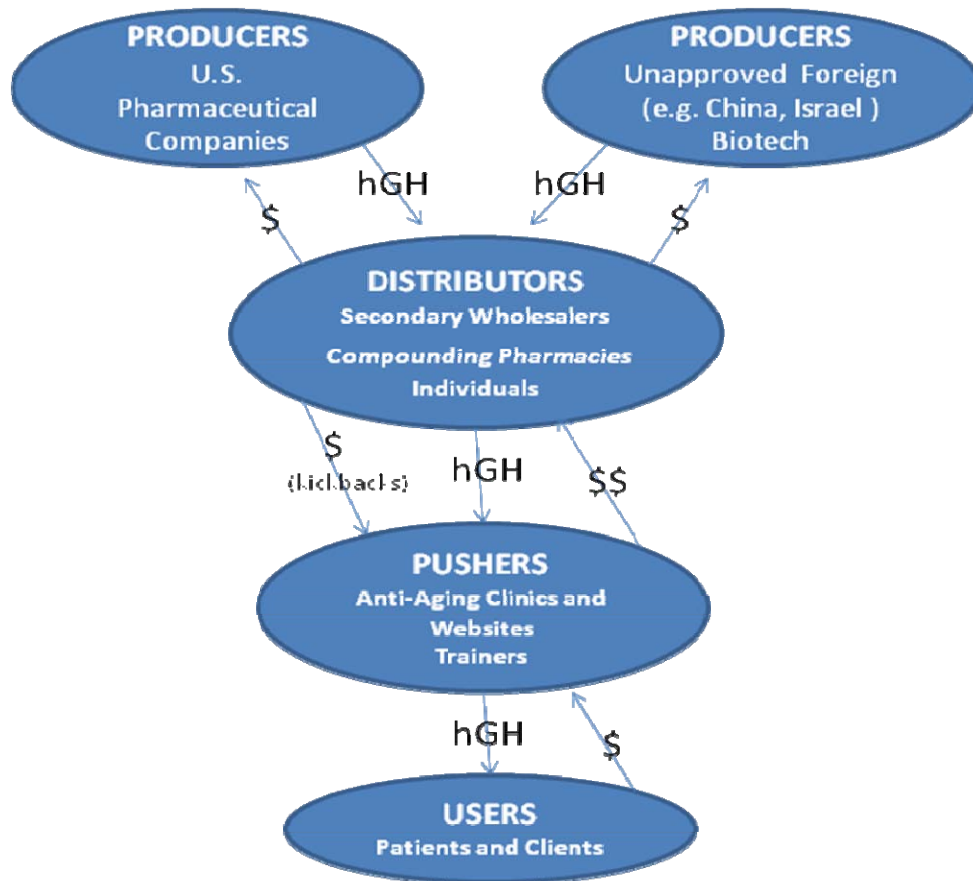 PRODUCERS
U.S.
Pharmaceutical
Companies
PRODUCERS
Unapproved Foreign
(e.g. China, Israel )
Biotech
hGH
hGH
$
$
DISTRIBUTORS
Secondary Wholesalers
Compounding Pharmacies
Individuals
$
(kickbacks)
hGH
$$
PUSHERS
Anti-Aging Clinics and
Websites
Trainers
hGH
$
USERS
Patients and Clients